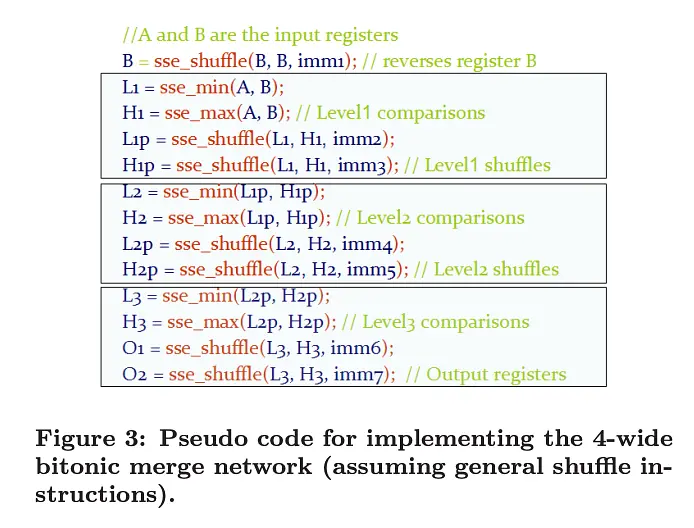 //A and B are the input registers
B = sse_shuffle(B, B, imm1); // reverses register B
L1 = sse_min(A, B);
H1 = sse_max(A, B); // Level1 comparisons
L1p = sse_shuffle(L1, H1, imm2);
H1p = sse_shuffle(L1, H1, imm3); // Level1 shuffles
L2 = sse_min(L1p, H1p);
H2 = sse_max(L1p, H1p); // Level2 comparisons
L2p = sse_shuffle(L2, H2, imm4);
H2p = sse_shuffle(L2, H2, imm5); // Level2 shuffles
L3 = sse_min(L2p, H2p);
H3 = sse_max(L2p, H2p); // Level3 comparisons
O1 = sse_shuffle(L3, H3, imm6);
O2 = sse_shuffle(L3, H3, imm7); // Output registers
Figure 3: Pseudo code for implementing the 4-wide
bitonic merge network (assuming general shuffle in-
structions).